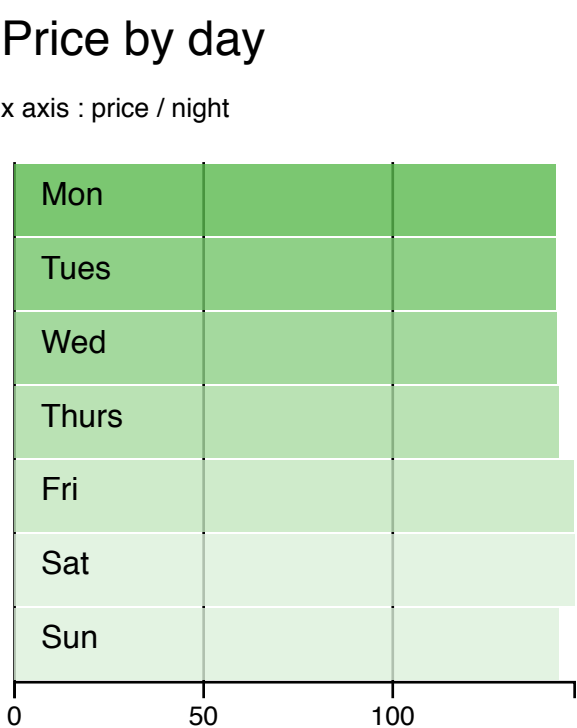 Price by day
x axis : price / night
Mon
Tues
Wed
Thurs
Fri
Sat
Sun
0 50 100